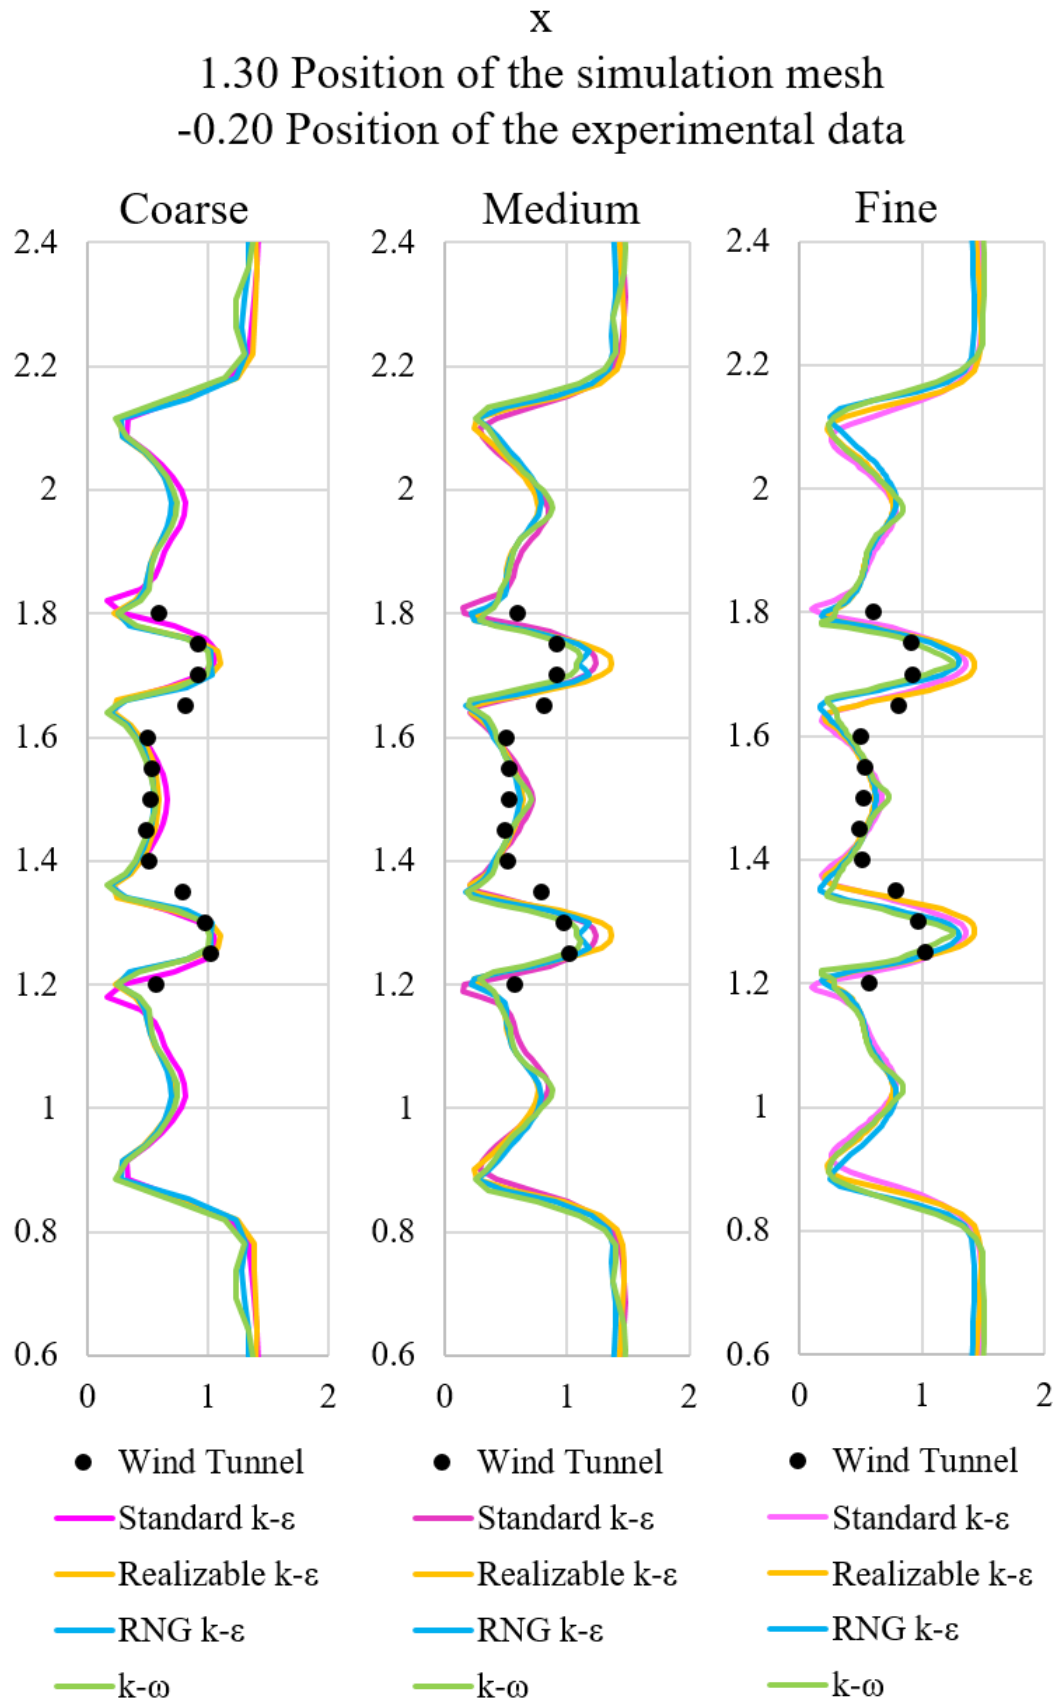 x
1.30 Position of the simulation mesh
-0.20 Position of the experimental data
Coarse Medium Fine
2.4 2.4 2.4
2.2 2.2 2.2
2 2 2
1.8 1.8 1.8
1.6 1.6 1.6
1.4 1.4 1.4
1.2 1.2 1.2
1 1 1
0.8 0.8 0.8
0.6 0.6 0.6
0 1 2 0 1 2 0 1 2
Wind Tunnel Wind Tunnel Wind Tunnel
Standard k-ε Standard k-ε Standard k-ε
Realizable k-ε Realizable k-ε Realizable k-ε
RNG k-ε RNG k-ε RNG k-ε
k-ω k-ω k-ω